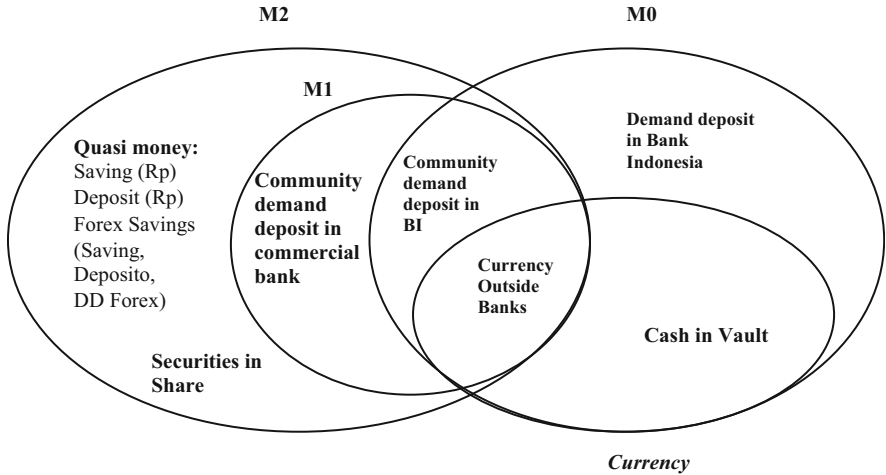 M2
M0
M1
Quasi money:
Saving (Rp)
Deposit (Rp)
Forex Savings
(Saving,
Deposito,
DD Forex)
Securities in
Share
Community
demand
deposit in
commercial
bank
Community
demand
deposit in
BI
Currency
Outside
Banks
Demand deposit
in Bank
Indonesia
Cash in Vault
Currency